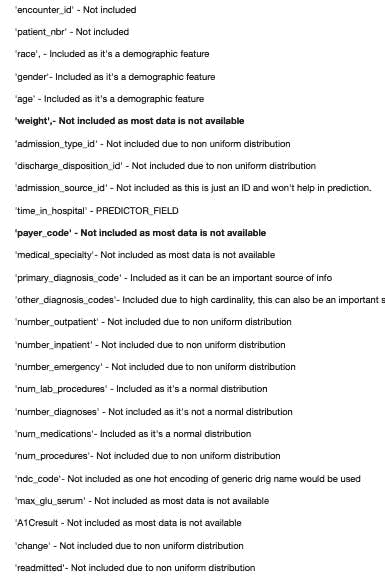 'encounter_id' - Not included
'patient_nbr' - Not included
'race', - Included as it's a demographic feature
'gender'- Included as it's a demographic feature
'age' - Included as it's a demographic feature
'weight',- Not included as most data is not available
'admission_type_id' - Not included due to non uniform distribution
'discharge_disposition_id' - Not included due to non uniform distribution
'admission_source_id' - Not included as this is just an ID and won't help in prediction.
'time_in_hospital' - PREDICTOR_FIELD
'payer_code' - Not included as most data is not available
'medical_specialty'- Not included as most data is not available
'primary_diagnosis_code' - Included as it can be an important source of info
'other_diagnosis_codes'- Included due to high cardinality, this can also be an important s
'number_outpatient' - Not included due to non uniform distribution
'number_inpatient' - Not included due to non uniform distribution
'number_emergency' - Not included due to non uniform distribution
'num_lab_procedures' - Included as it's a normal distribution
'number_diagnoses' - Not included as it's not a normal distribution
'num_medications'- Included as it's a normal distribution
'num_procedures'- Not included due to non uniform distribution
'ndc_code'- Not included as one hot encoding of generic drig name would be used
'max_glu_serum' - Not included as most data is not available
'A1Cresult - Not included as most data is not available
'change' - Not included due to non uniform distribution
'readmitted'- Not included due to non uniform distribution